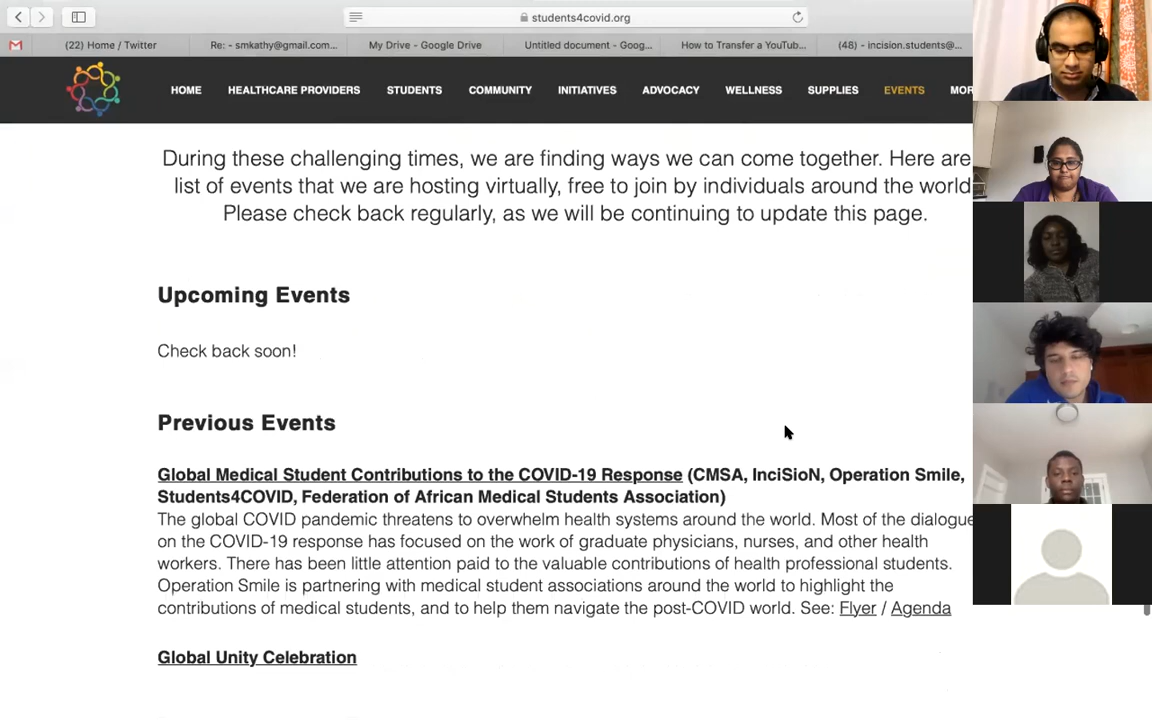 students4covid.org
(22) Home / Twitter
Re: - smkathy@gmail.com...
My Drive - Google Drive
Untitled document - Goog...
How to Transfer a YouTub...
(48) - incision.students@...
HOME
HEALTHCARE PROVIDERS
STUDENTS
COMMUNITY
INITIATIVES
ADVOCACY
WELLNESS
SUPPLIES
EVENTS
MOR
During these challenging times, we are finding ways we can come together. Here are
list of events that we are hosting virtually, free to join by individuals around the world
Please check back regularly, as we will be continuing to update this page.
Upcoming Events
Check back soon!
Previous Events
Global Medical Student Contributions to the COVID-19 Response (CMSA, InciSioN, Operation Smile,
Students4COVID, Federation of African Medical Students Association)
The global COVID pandemic threatens to overwhelm health systems around the world. Most of the dialogue
on the COVID-19 response has focused on the work of graduate physicians, nurses, and other health
workers. There has been little attention paid to the valuable contributions of health professional students.
Operation Smile is partnering with medical student associations around the world to highlight the
contributions of medical students, and to help them navigate the post-COVID world. See: Flyer / Agenda
Global Unity Celebration